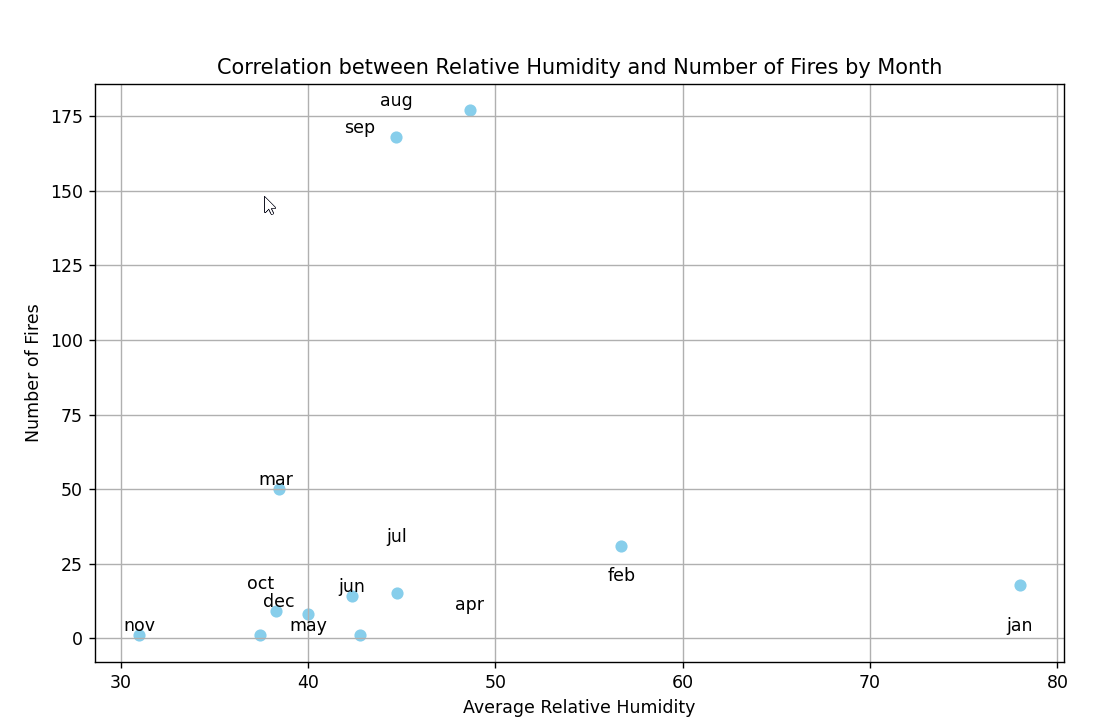 Correlation between Relative Humidity and Number of Fires by Month
Number of Fires
175
150
125
100
75
50
25
0
aug
sep
mar
jul
feb
oct
jun
dec
apr
nov
may
jan
30 40 50 60 70 80
Average Relative Humidity